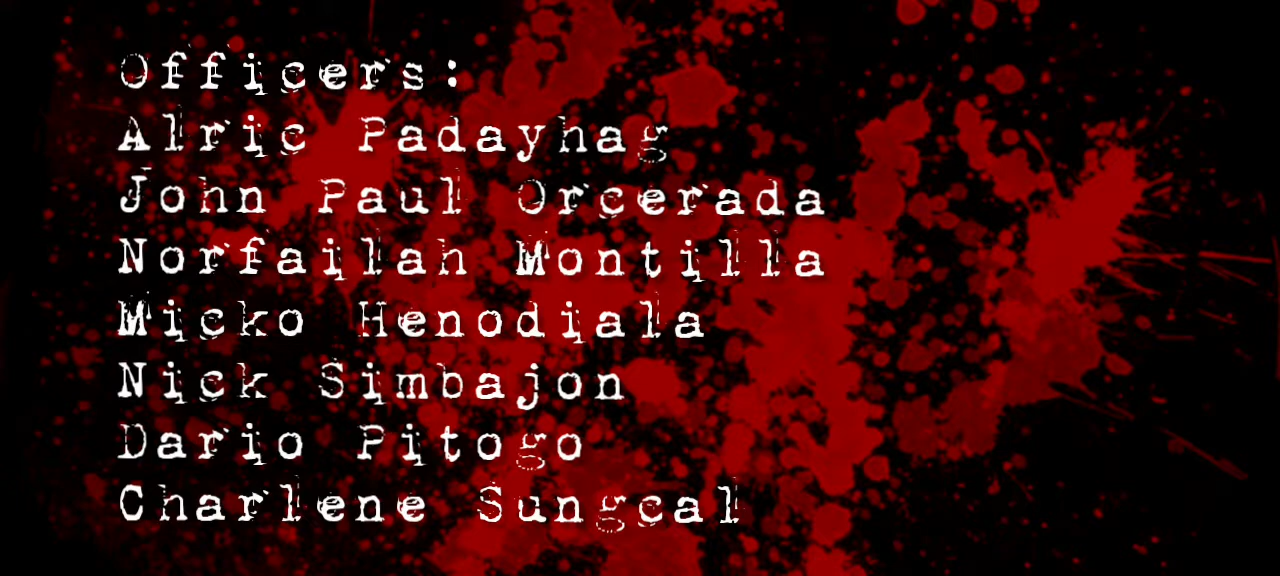 Officers:
Alric Padayhag
John Paul Orcerada
Norfailah Montilla
Micko Henodiala
Nick Simbajon
Dario Pitogo
Charlene Sungcal